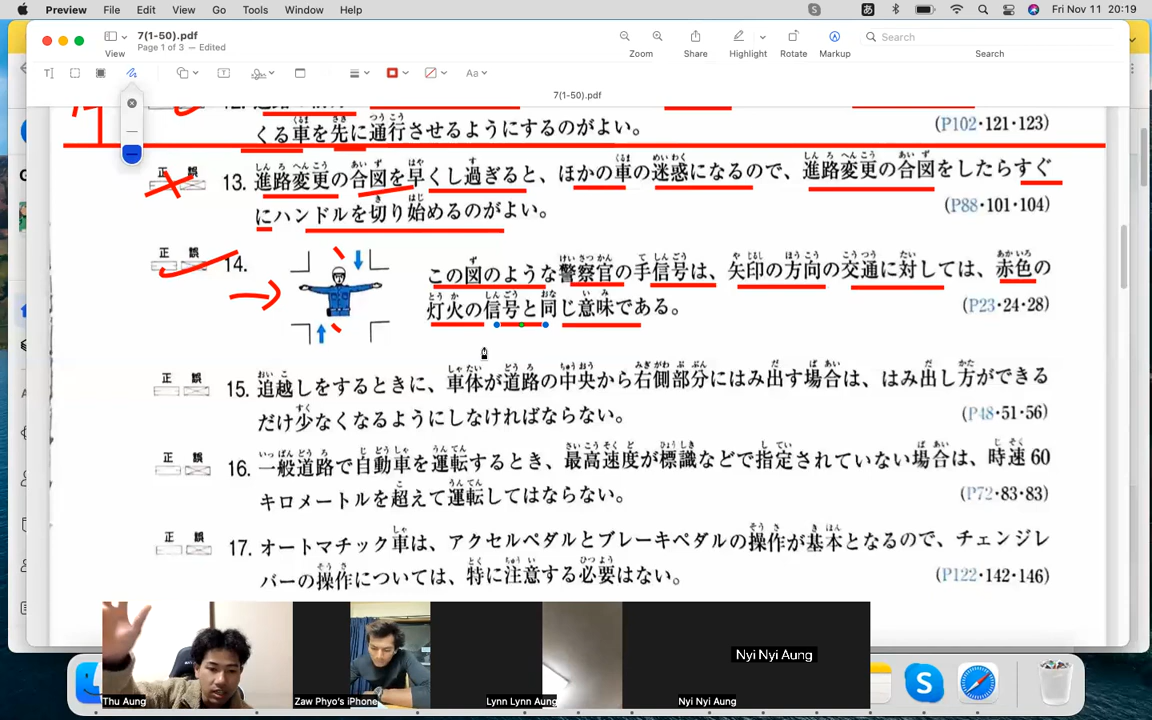 Preview File Edit View Go Tools Window Help
あ
Fri Nov 11 20:19
7(1-50).pdf
Page 1 of 3 — Edited
View
Zoom
Share
Highlight
Rotate
Markup
Search
Search
Aa
7(1-50).pdf
くる車を先に通行させるようにするのがよい。 (P102・121・123)
正 誤
13. 進路変更の合図を早くし過ぎると、ほかの車の迷惑になるので、進路変更の合図をしたらすぐ
にハンドルを切り始めるのがよい。 (P88・101・104)
正 誤
14. この図のような警察官の手信号は、矢印の方向の交通に対しては、赤色の
灯火の信号と同じ意味である。 (P23・24・28)
正 誤
15. 追越しをするときに、車体が道路の中央から右側部分にはみ出す場合は、はみ出し方ができる
だけ少なくなるようにしなければならない。 (P48・51・56)
正 誤
16. 一般道路で自動車を運転するとき、最高速度が標識などで指定されていない場合は、時速60
キロメートルを超えて運転してはならない。 (P72・83・83)
正 誤
17. オートマチック車は、アクセルペダルとブレーキペダルの操作が基本となるので、チェンジレ
バーの操作については、特に注意する必要はない。 (P122・142・146)
Nyi Nyi Aung
Thu Aung
Zaw Phyo's iPhone
Lynn Lynn Aung
Nyi Nyi Aung